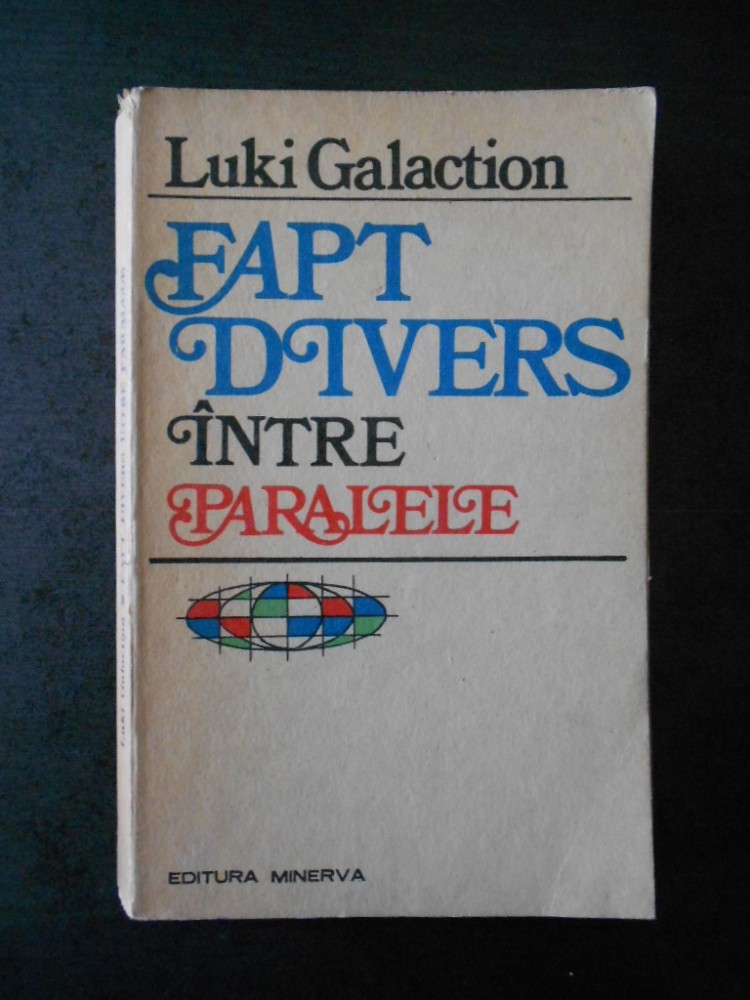 Luki Galaction
FAPT
DIVERS
ÎNTRE
PARALELE
EDITURA MINERVA